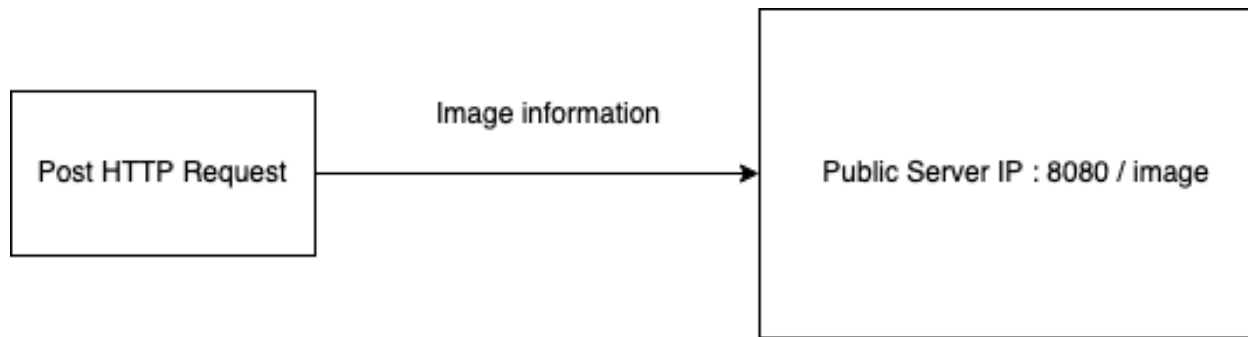 Image information
Post HTTP Request
Public Server IP : 8080 / image